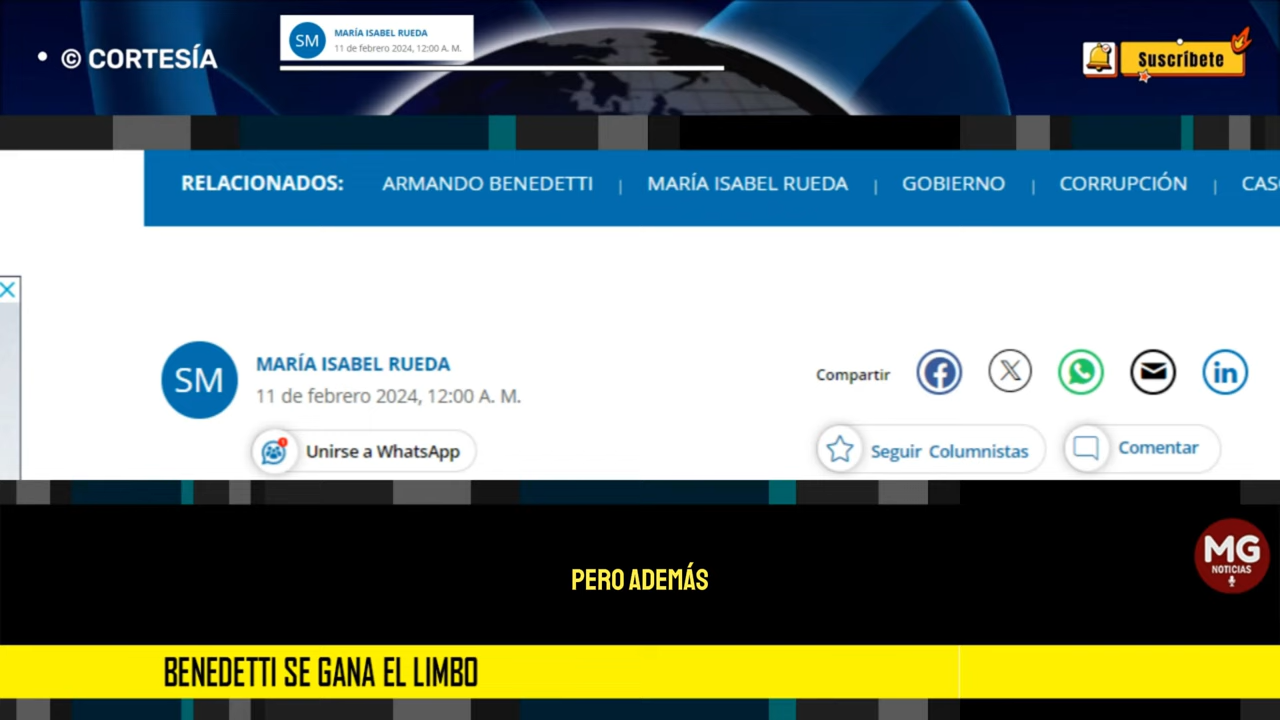 • © CORTESÍA
SM
MARÍA ISABEL RUEDA
11 de febrero 2024, 12:00 A. M.
Suscríbete
RELACIONADOS: ARMANDO BENEDETTI | MARÍA ISABEL RUEDA | GOBIERNO | CORRUPCIÓN | CAS
SM
MARÍA ISABEL RUEDA
11 de febrero 2024, 12:00 A. M.
Compartir
Unirse a WhatsApp
Seguir Columnistas
Comentar
PERO ADEMÁS
MG
NOTICIAS
BENEDETTI SE GANA EL LIMBO